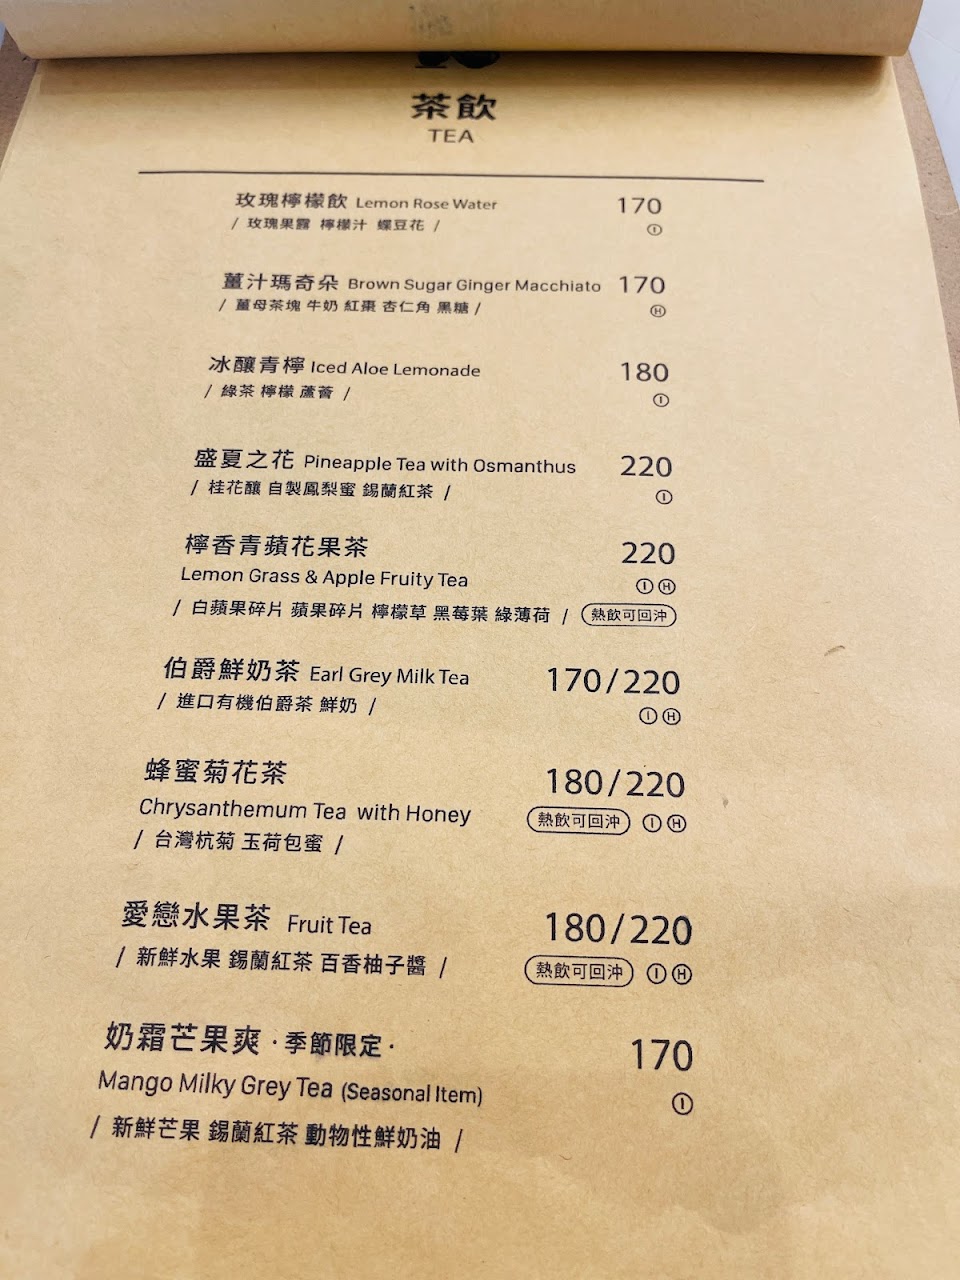 茶飲
TEA
玫瑰檸檬飲 Lemon Rose Water 170
/ 玫瑰果露 檸檬汁 蝶豆花 / Ⓘ
薑汁瑪奇朵 Brown Sugar Ginger Macchiato 170
/ 薑母茶塊 牛奶 紅棗 杏仁角 黑糖 / Ⓗ
冰釀青檸 Iced Aloe Lemonade 180
/ 綠茶 檸檬 蘆薈 / Ⓘ
盛夏之花 Pineapple Tea with Osmanthus 220
/ 桂花釀 自製鳳梨蜜 錫蘭紅茶 / Ⓘ
檸香青蘋花果茶 220
Lemon Grass & Apple Fruity Tea Ⓘ Ⓗ
/ 白蘋果碎片 蘋果碎片 檸檬草 黑莓葉 綠薄荷 / 熱飲可回沖
伯爵鮮奶茶 Earl Grey Milk Tea 170/220
/ 進口有機伯爵茶 鮮奶 / Ⓘ Ⓗ
蜂蜜菊花茶 180/220
Chrysanthemum Tea with Honey 熱飲可回沖 Ⓘ Ⓗ
/ 台灣杭菊 玉荷包蜜 /
愛戀水果茶 Fruit Tea 180/220
/ 新鮮水果 錫蘭紅茶 百香柚子醬 / 熱飲可回沖 Ⓘ Ⓗ
奶霜芒果爽 · 季節限定 · 170
Mango Milky Grey Tea (Seasonal Item) Ⓘ
/ 新鮮芒果 錫蘭紅茶 動物性鮮奶油 /